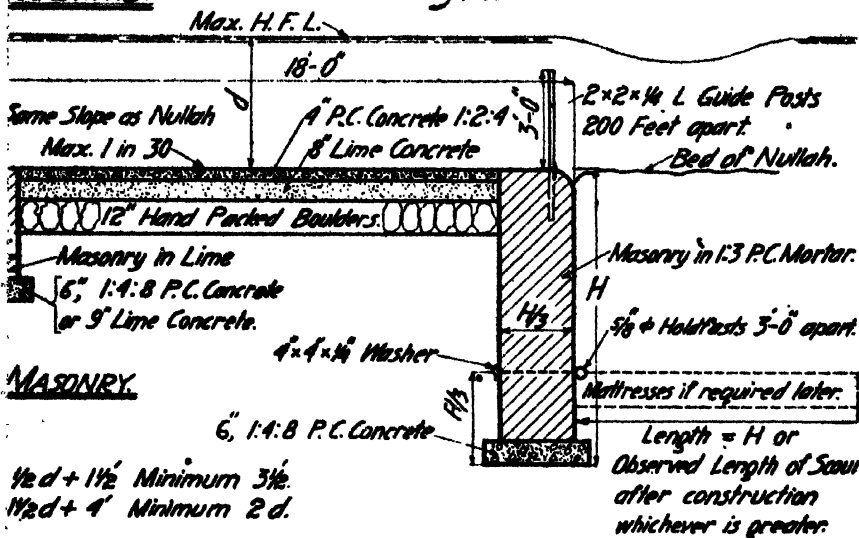 Max. H.F.L.
18'-0"
d
3'-0"
2×2×¼ L Guide Posts
200 Feet apart.
Same Slope as Nullah
Max. 1 in 30
4" P.C. Concrete 1:2:4
8" Lime Concrete
Bed of Nullah.
12" Hand Packed Boulders.
Masonry in Lime
6", 1:4:8 P.C. Concrete
or 9" Lime Concrete.
Masonry in 1:3 P.C. Mortar.
H
H/3
5/8" ϕ Holdfasts 3'-0" apart.
4"×4"×¼" Washer
MASONRY.
H/3
Mattresses if required later.
6", 1:4:8 P.C. Concrete
Length = H or
Observed Length of Scour
after construction
whichever is greater.
½d + 1½' Minimum 3½.
1½d + 4' Minimum 2d.